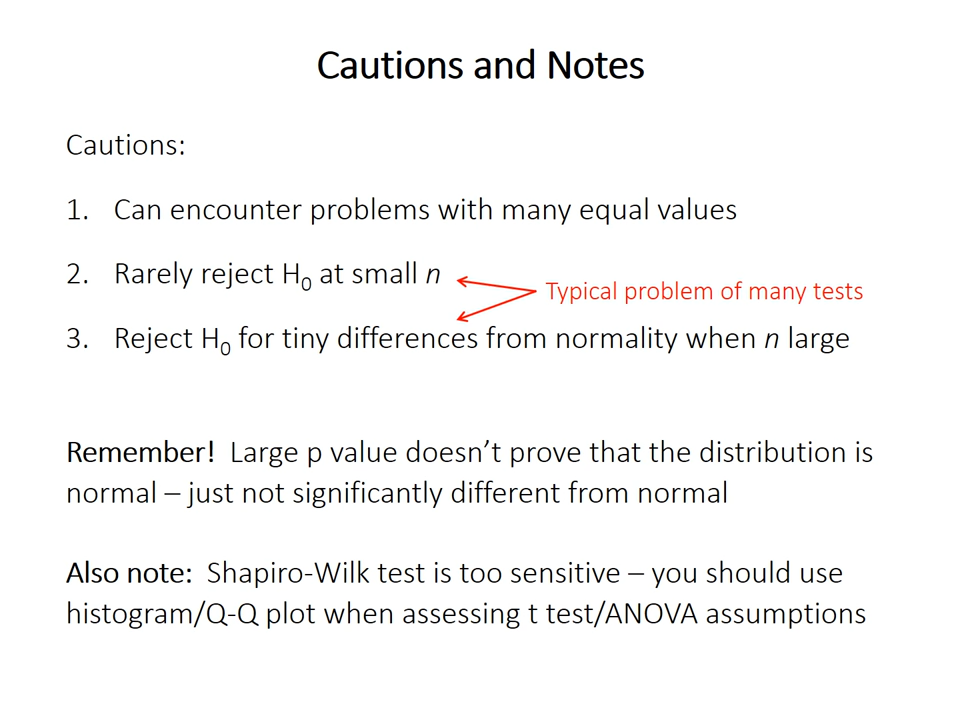 Cautions and Notes
Cautions:
1. Can encounter problems with many equal values
2. Rarely reject H0 at small n
Typical problem of many tests
3. Reject H0 for tiny differences from normality when n large
Remember! Large p value doesn’t prove that the distribution is
normal – just not significantly different from normal
Also note: Shapiro-Wilk test is too sensitive – you should use
histogram/Q-Q plot when assessing t test/ANOVA assumptions